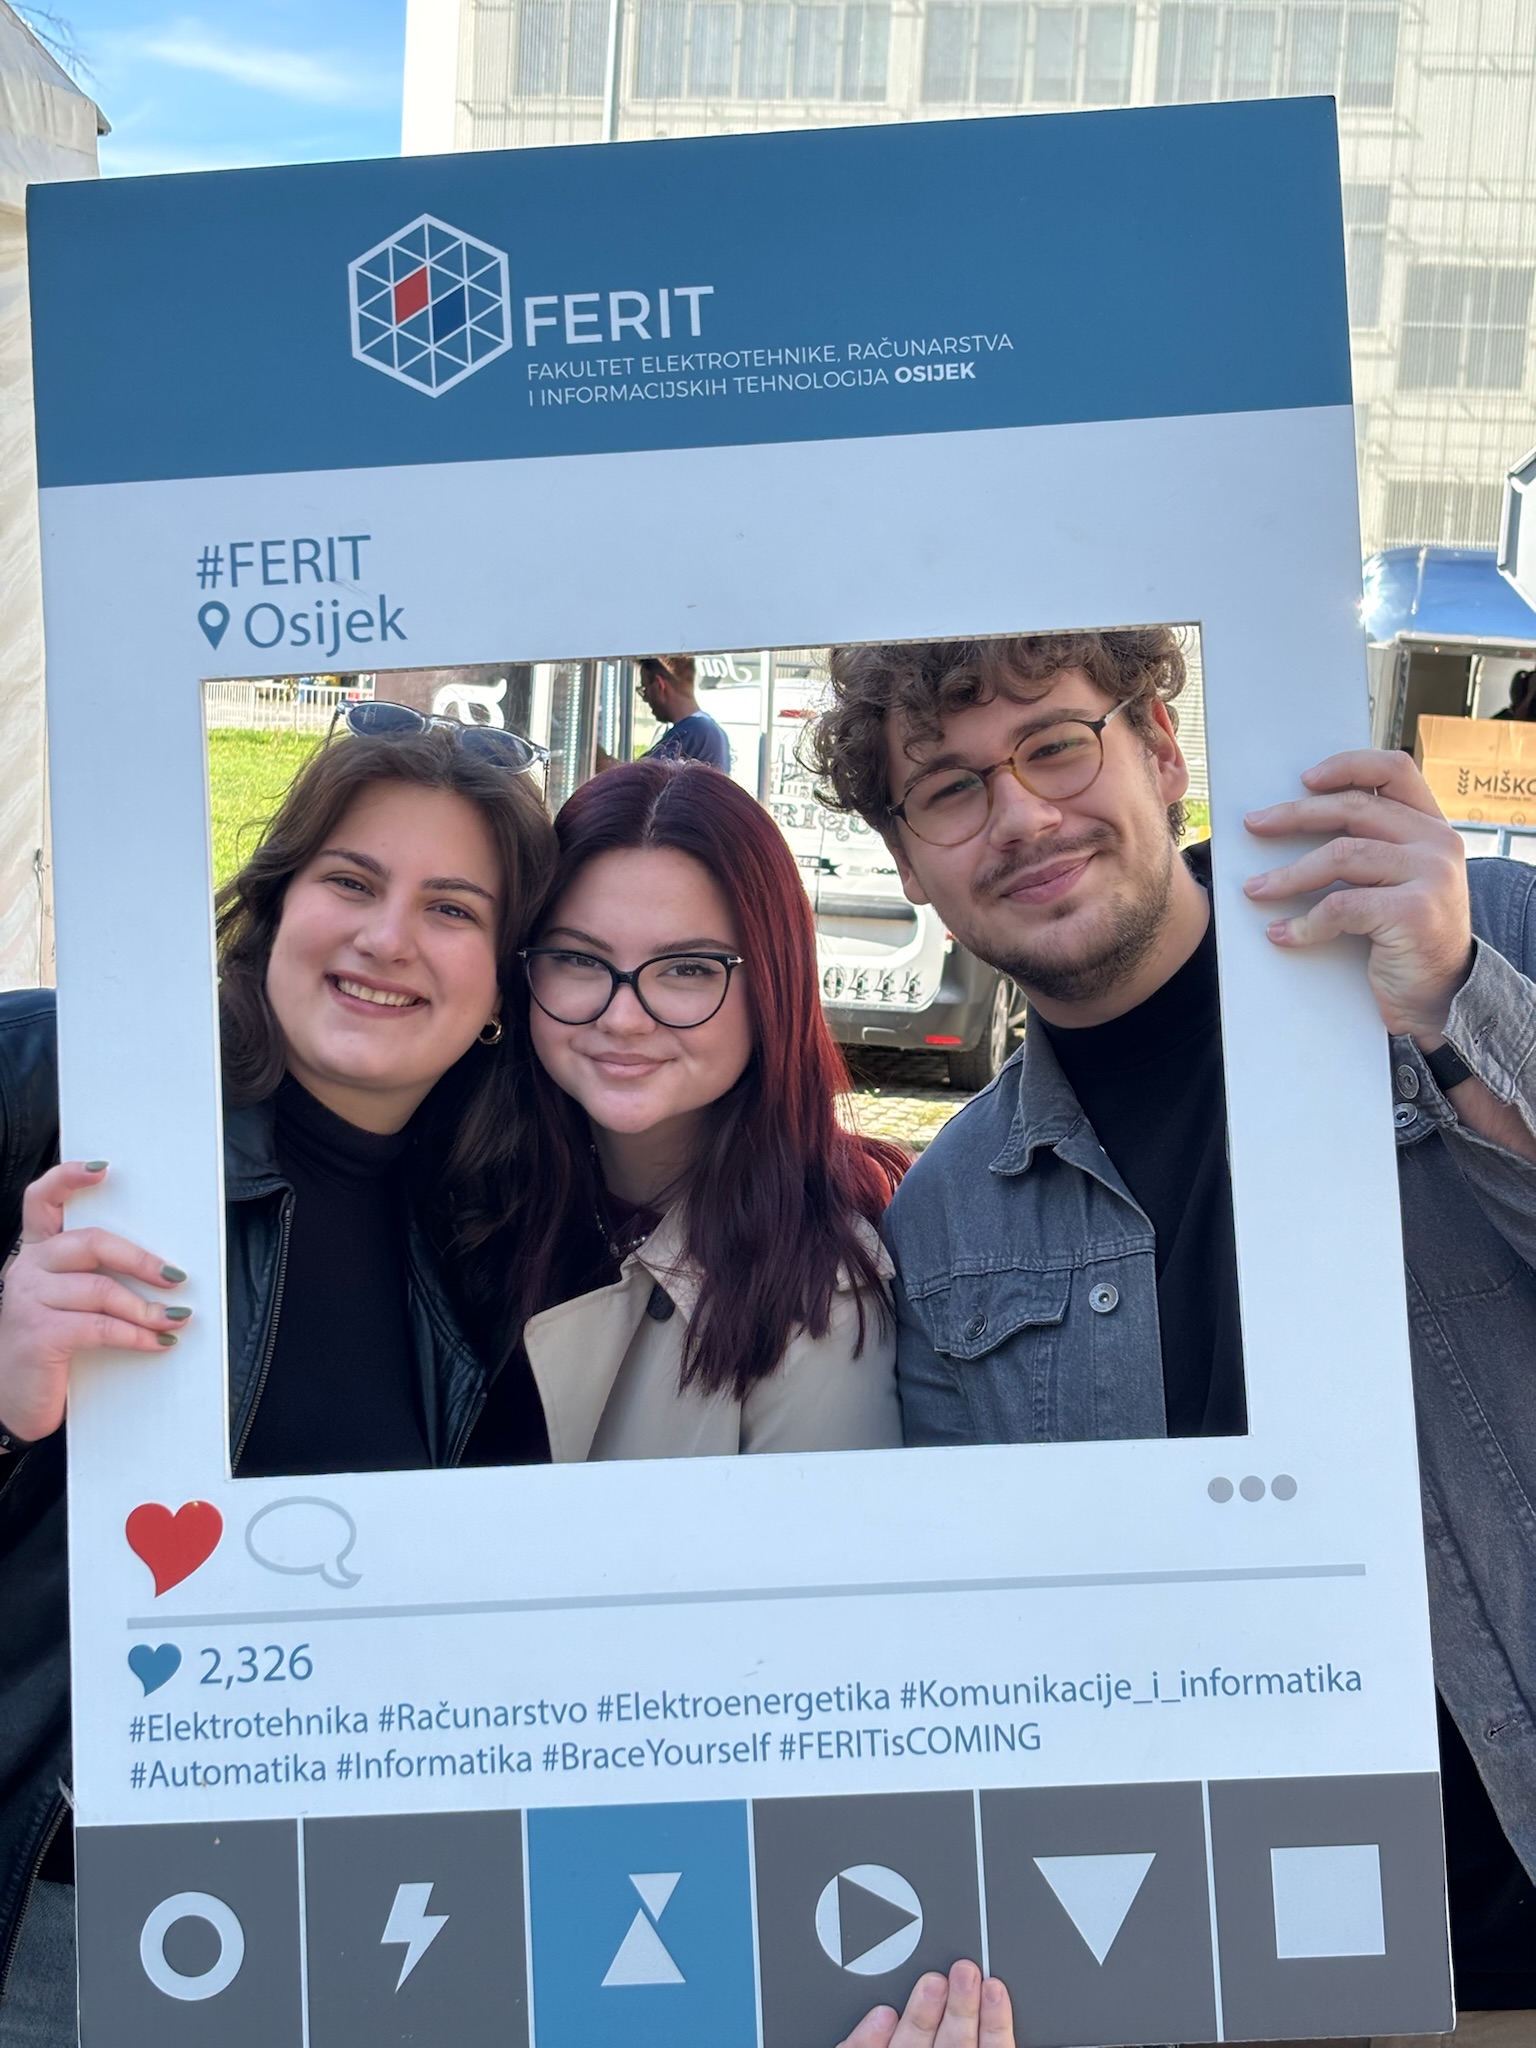 FERIT
FAKULTET ELEKTROTEHNIKE, RAČUNARSTVA
I INFORMACIJSKIH TEHNOLOGIJA OSIJEK
#FERIT
Osijek
0444
MIŠKO
2,326
#Elektrotehnika #Računarstvo #Elektroenergetika #Komunikacije_i_informatika
#Automatika #Informatika #BraceYourself #FERITisCOMING